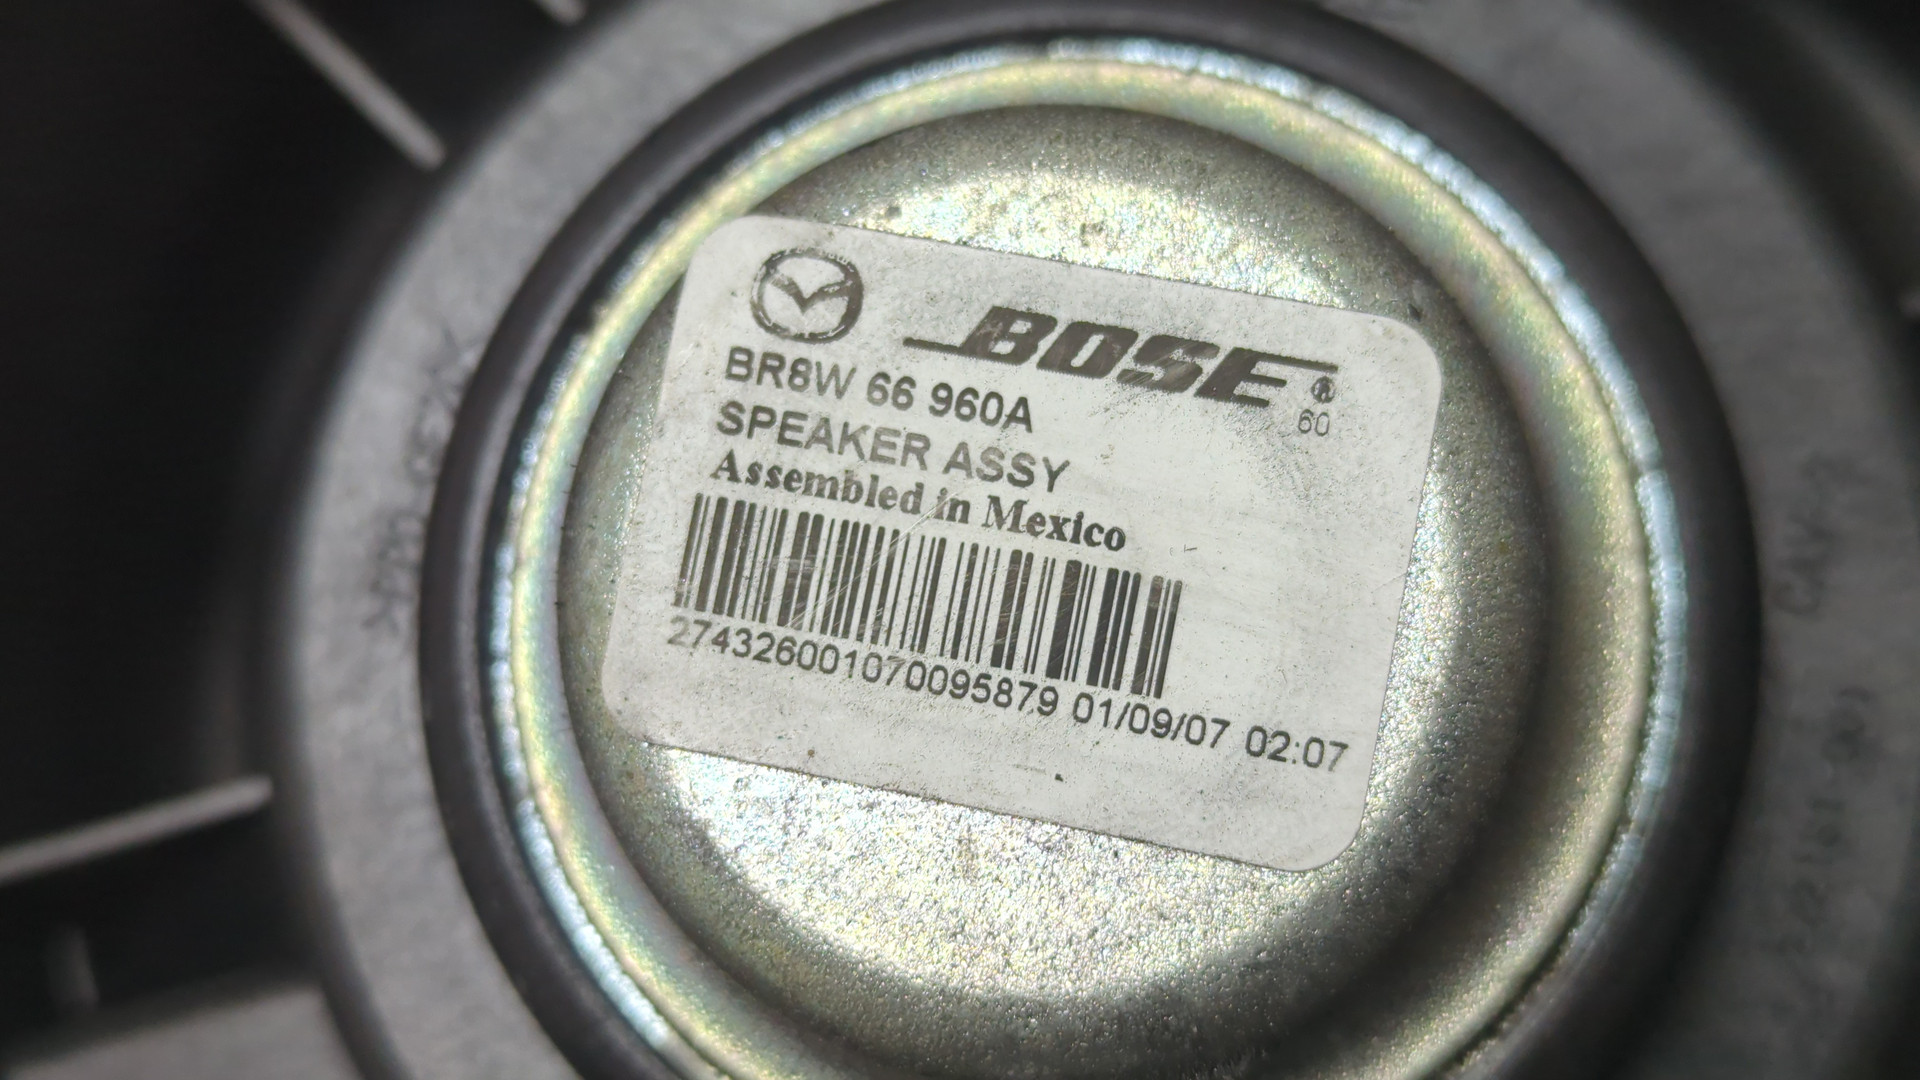 BOSE®
60
BR8W 66 960A
SPEAKER ASSY
Assembled in Mexico
274326001070095879 01/09/07 02:07